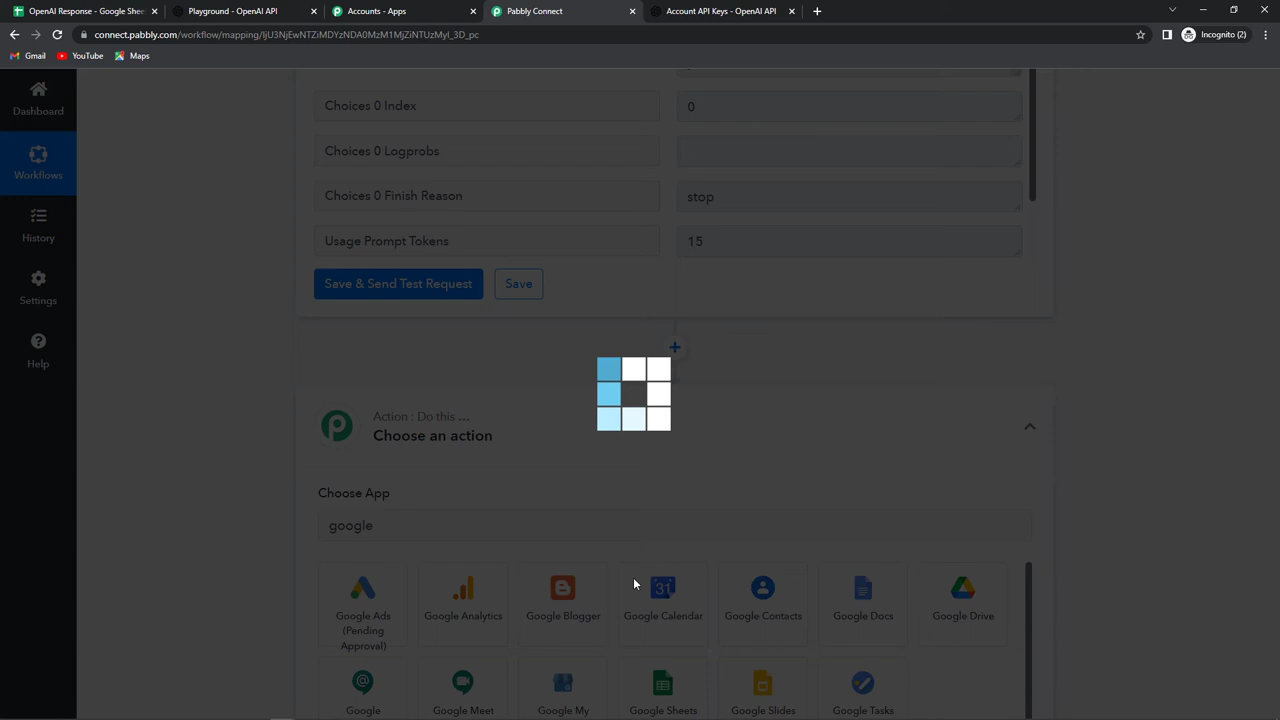 OpenAI Response - Google Shee
Playground - OpenAI API
Accounts - Apps
Pabbly Connect
Account API Keys - OpenAI API
connect.pabbly.com/workflow/mapping/IjU3NjEwNTZiMDYzNDA0MzM1MjZiNTUzMyI_3D_pc
Incognito (2)
Gmail
YouTube
Maps
Dashboard
Workflows
History
Settings
Help
Choices 0 Index
0
Choices 0 Logprobs
Choices 0 Finish Reason
stop
Usage Prompt Tokens
15
Save & Send Test Request
Save
+
Action : Do this ...
Choose an action
Choose App
google
Google Ads (Pending Approval)
Google Analytics
Google Blogger
31
Google Calendar
Google Contacts
Google Docs
Google Drive
Google
Google Meet
Google My
Google Sheets
Google Slides
Google Tasks